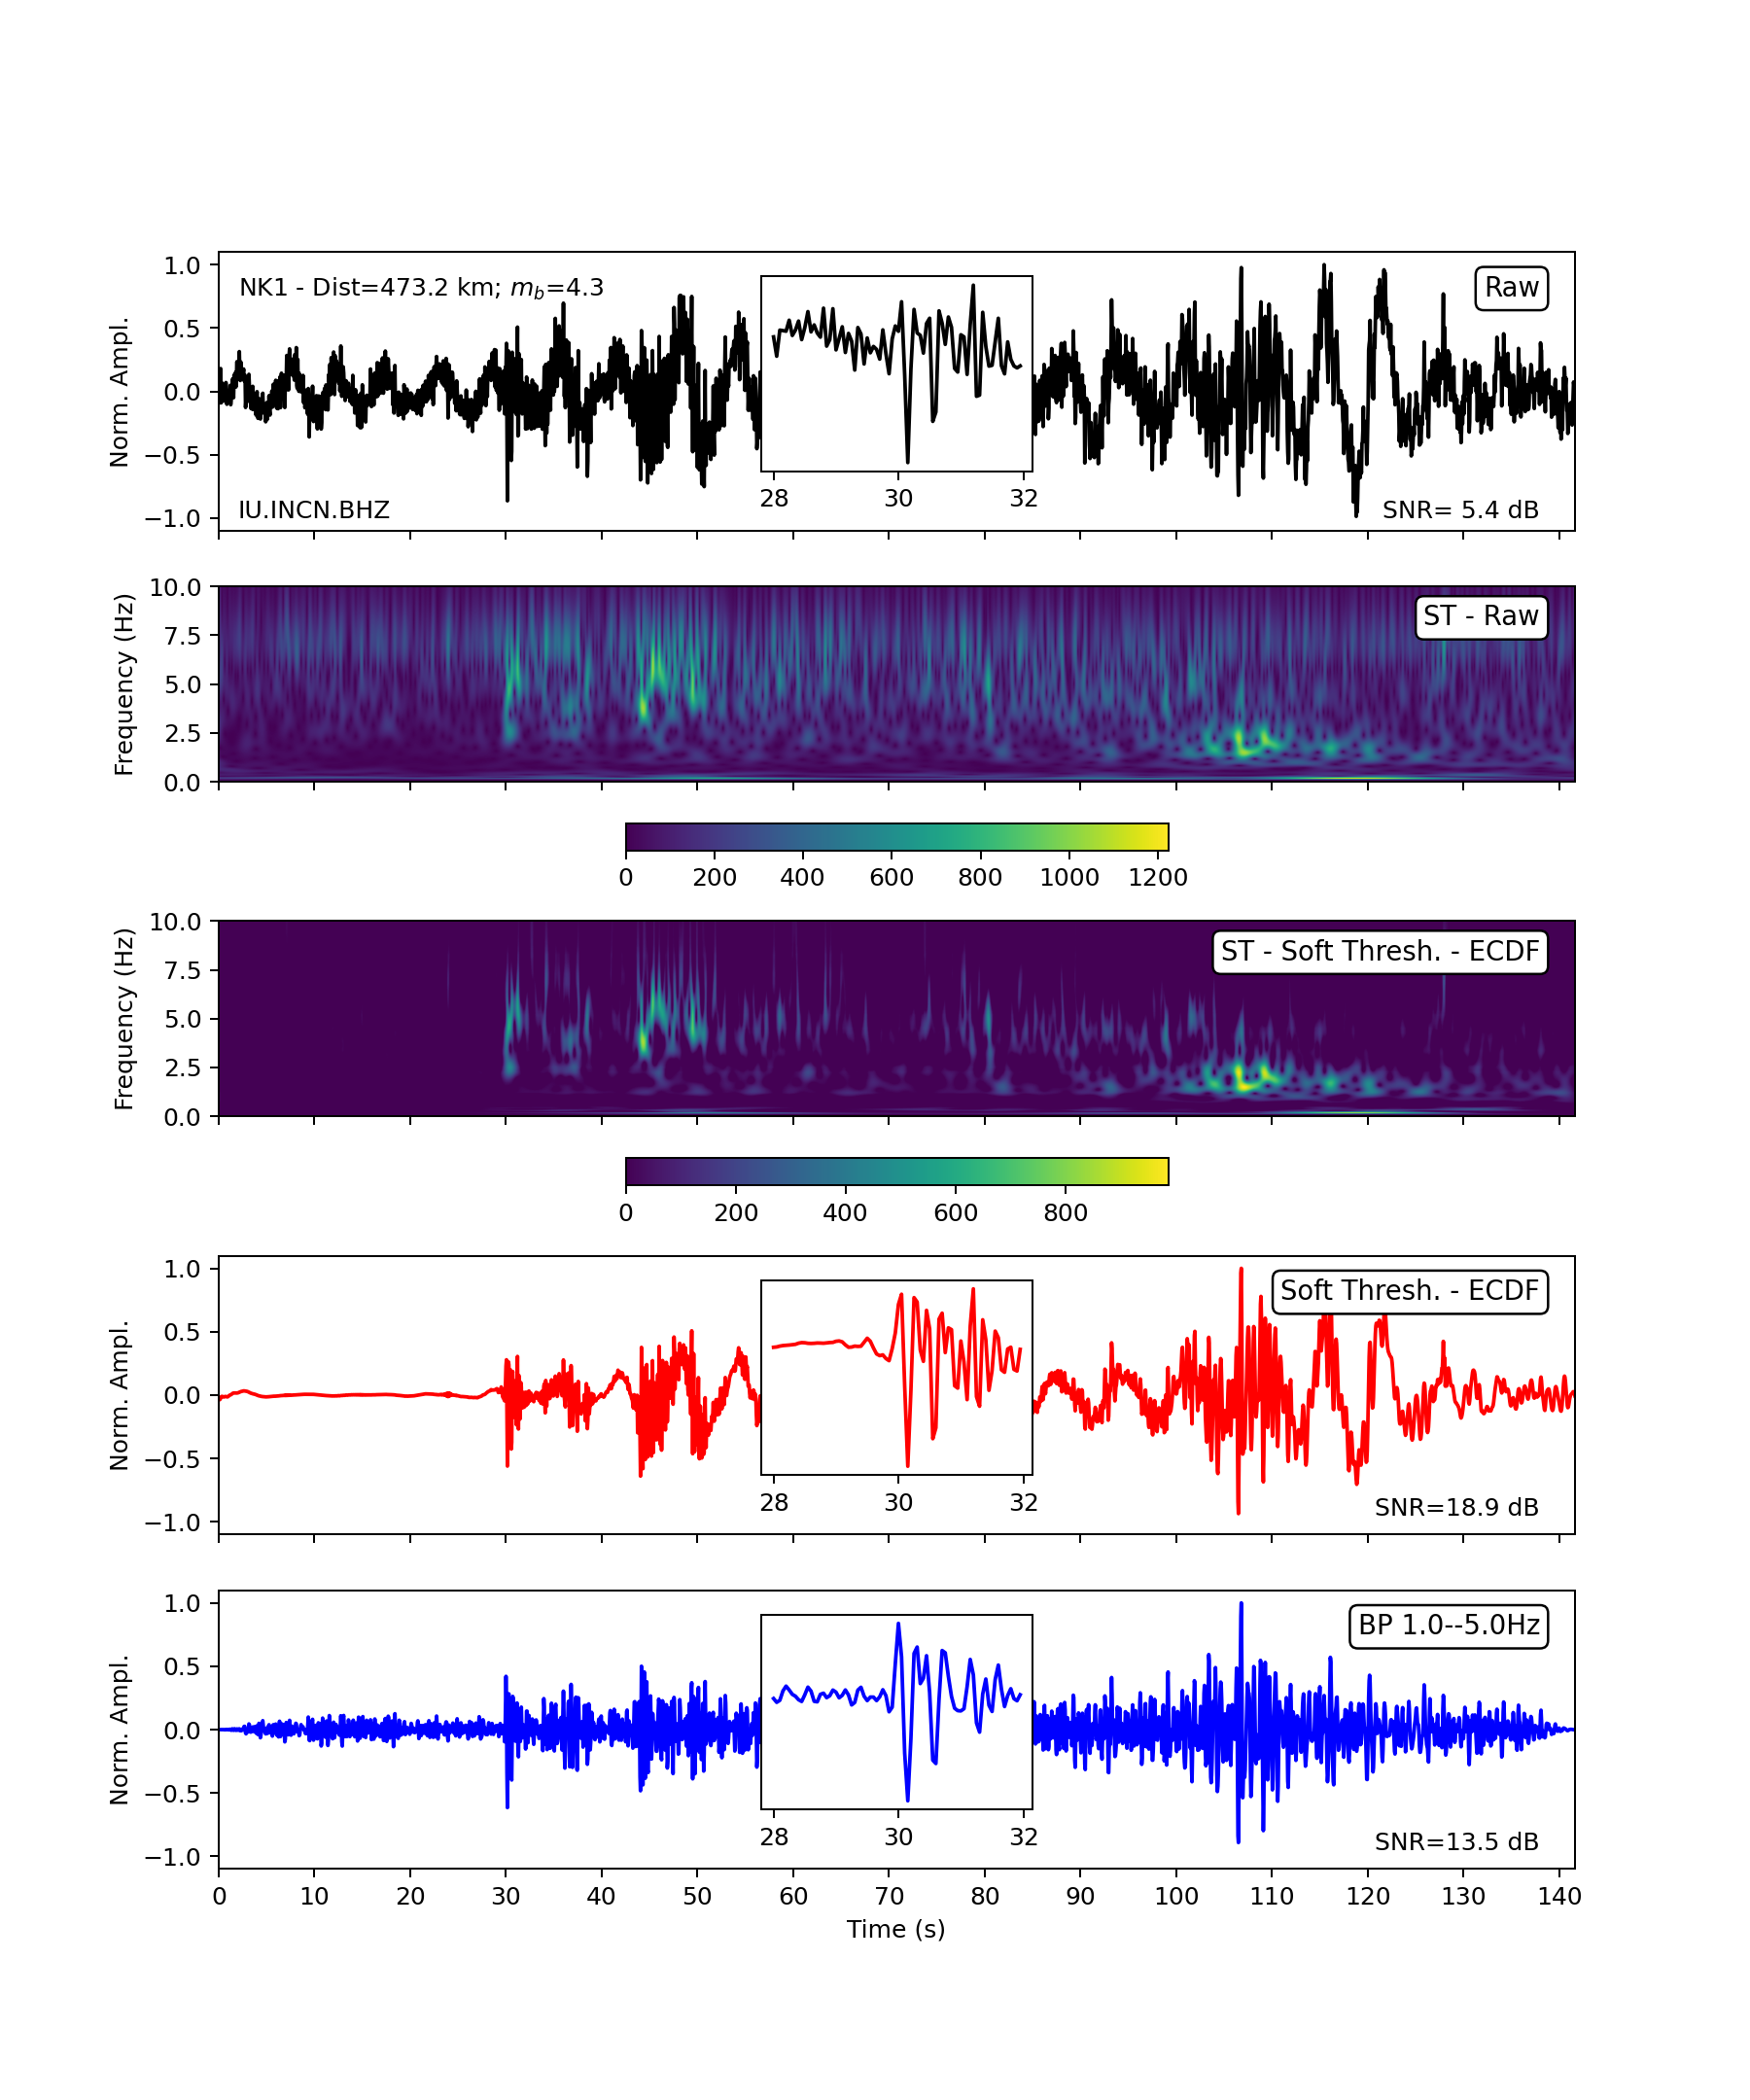 1.0
NK1 - Dist=473.2 km; m_b=4.3
Raw
0.5
Norm. Ampl.
0.0
−0.5
28 30 32
IU.INCN.BHZ
SNR= 5.4 dB
−1.0
10.0
ST - Raw
7.5
Frequency (Hz)
5.0
2.5
0.0
0 200 400 600 800 1000 1200
10.0
ST - Soft Thresh. - ECDF
7.5
Frequency (Hz)
5.0
2.5
0.0
0 200 400 600 800
1.0
Soft Thresh. - ECDF
0.5
Norm. Ampl.
0.0
−0.5
28 30 32
SNR=18.9 dB
−1.0
1.0
BP 1.0--5.0Hz
0.5
Norm. Ampl.
0.0
−0.5
28 30 32
SNR=13.5 dB
−1.0
0 10 20 30 40 50 60 70 80 90 100 110 120 130 140
Time (s)